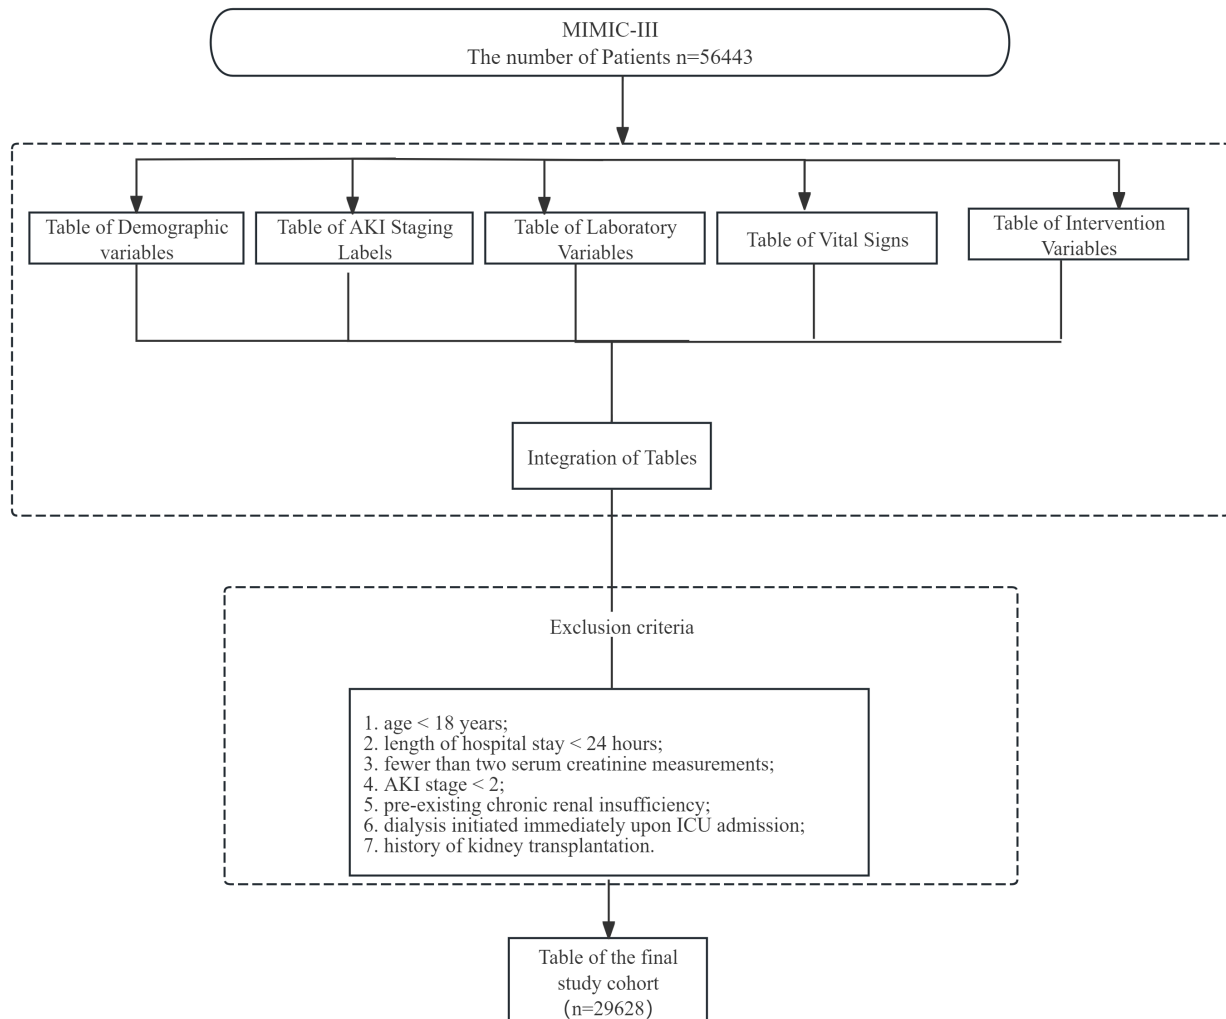 MIMIC-III
The number of Patients n=56443
Table of Demographic
variables
Table of AKI Staging
Labels
Table of Laboratory
Variables
Table of Vital Signs
Table of Intervention
Variables
Integration of Tables
Exclusion criteria
1. age < 18 years;
2. length of hospital stay < 24 hours;
3. fewer than two serum creatinine measurements;
4. AKI stage < 2;
5. pre-existing chronic renal insufficiency;
6. dialysis initiated immediately upon ICU admission;
7. history of kidney transplantation.
Table of the final
study cohort
(n=29628)